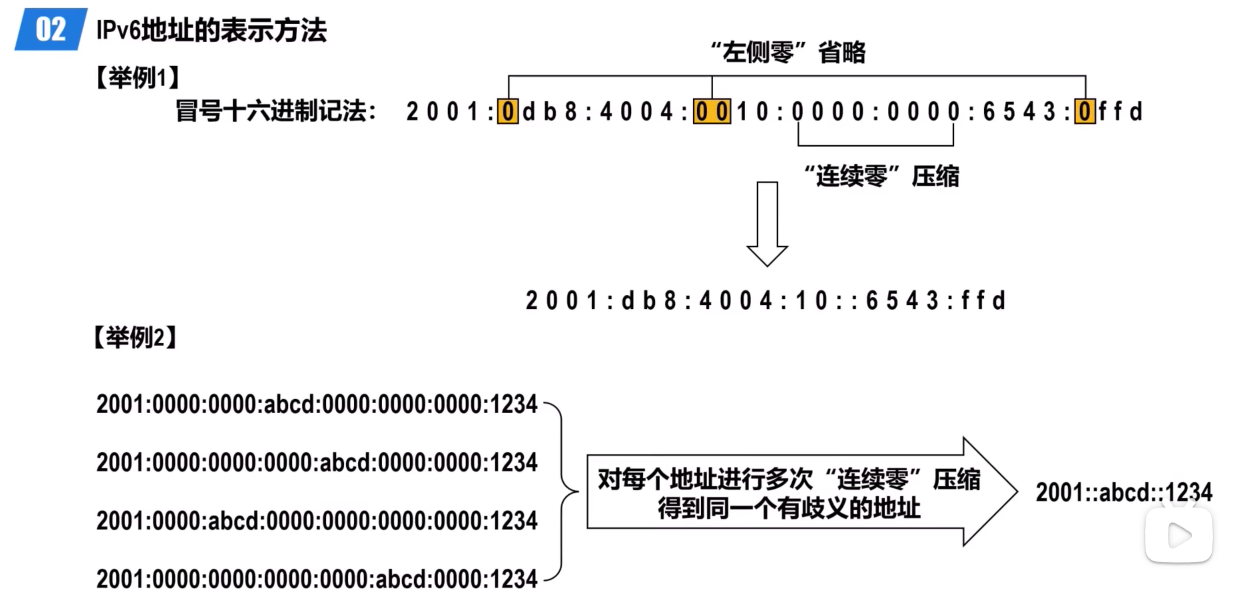 02 IPv6地址的表示方法
“左侧零”省略
【举例1】
冒号十六进制记法： 2001:0db8:4004:0010:0000:0000:6543:0ffd
“连续零”压缩
2001:db8:4004:10::6543:ffd
【举例2】
2001:0000:0000:abcd:0000:0000:0000:1234
2001:0000:0000:0000:abcd:0000:0000:1234
2001:0000:abcd:0000:0000:0000:0000:1234
2001:0000:0000:0000:0000:abcd:0000:1234
对每个地址进行多次“连续零”压缩
得到同一个有歧义的地址
2001::abcd::1234